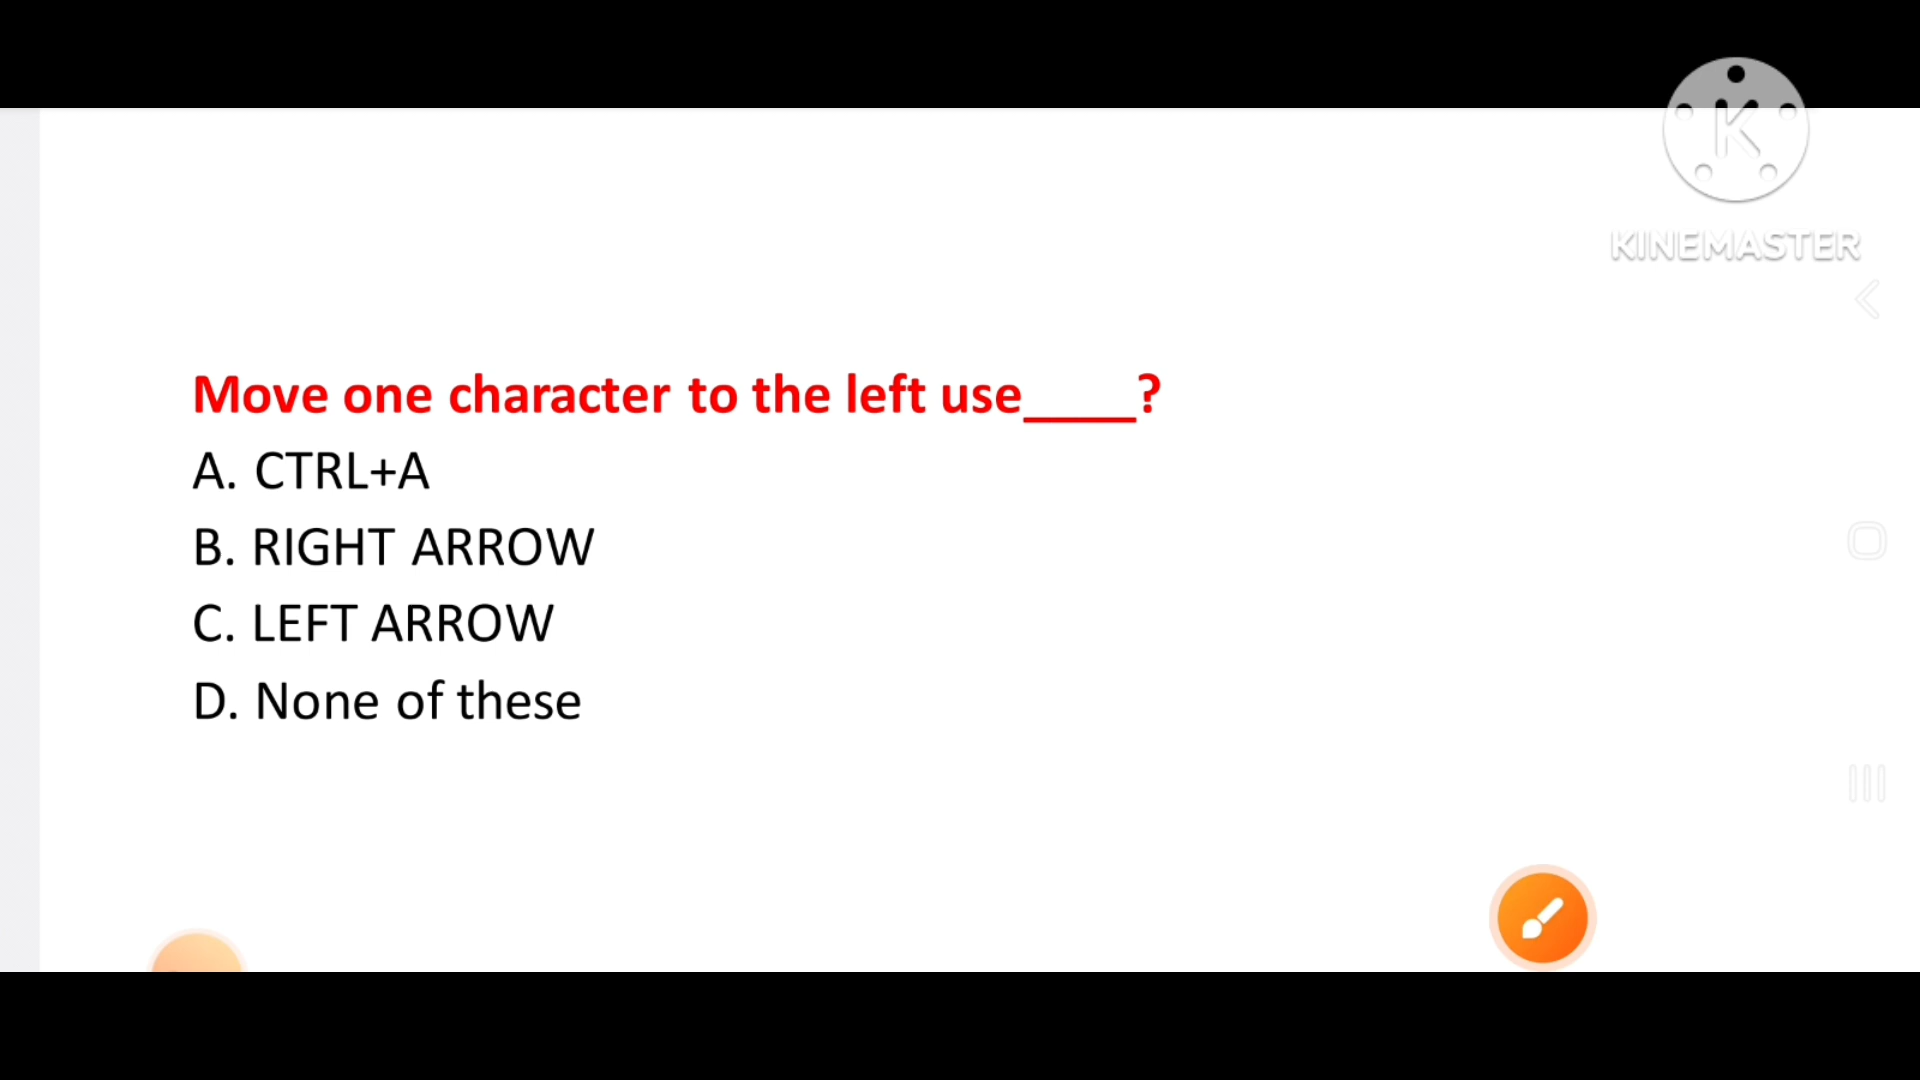 K
KINEMASTER
Move one character to the left use____?
A. CTRL+A
B. RIGHT ARROW
C. LEFT ARROW
D. None of these